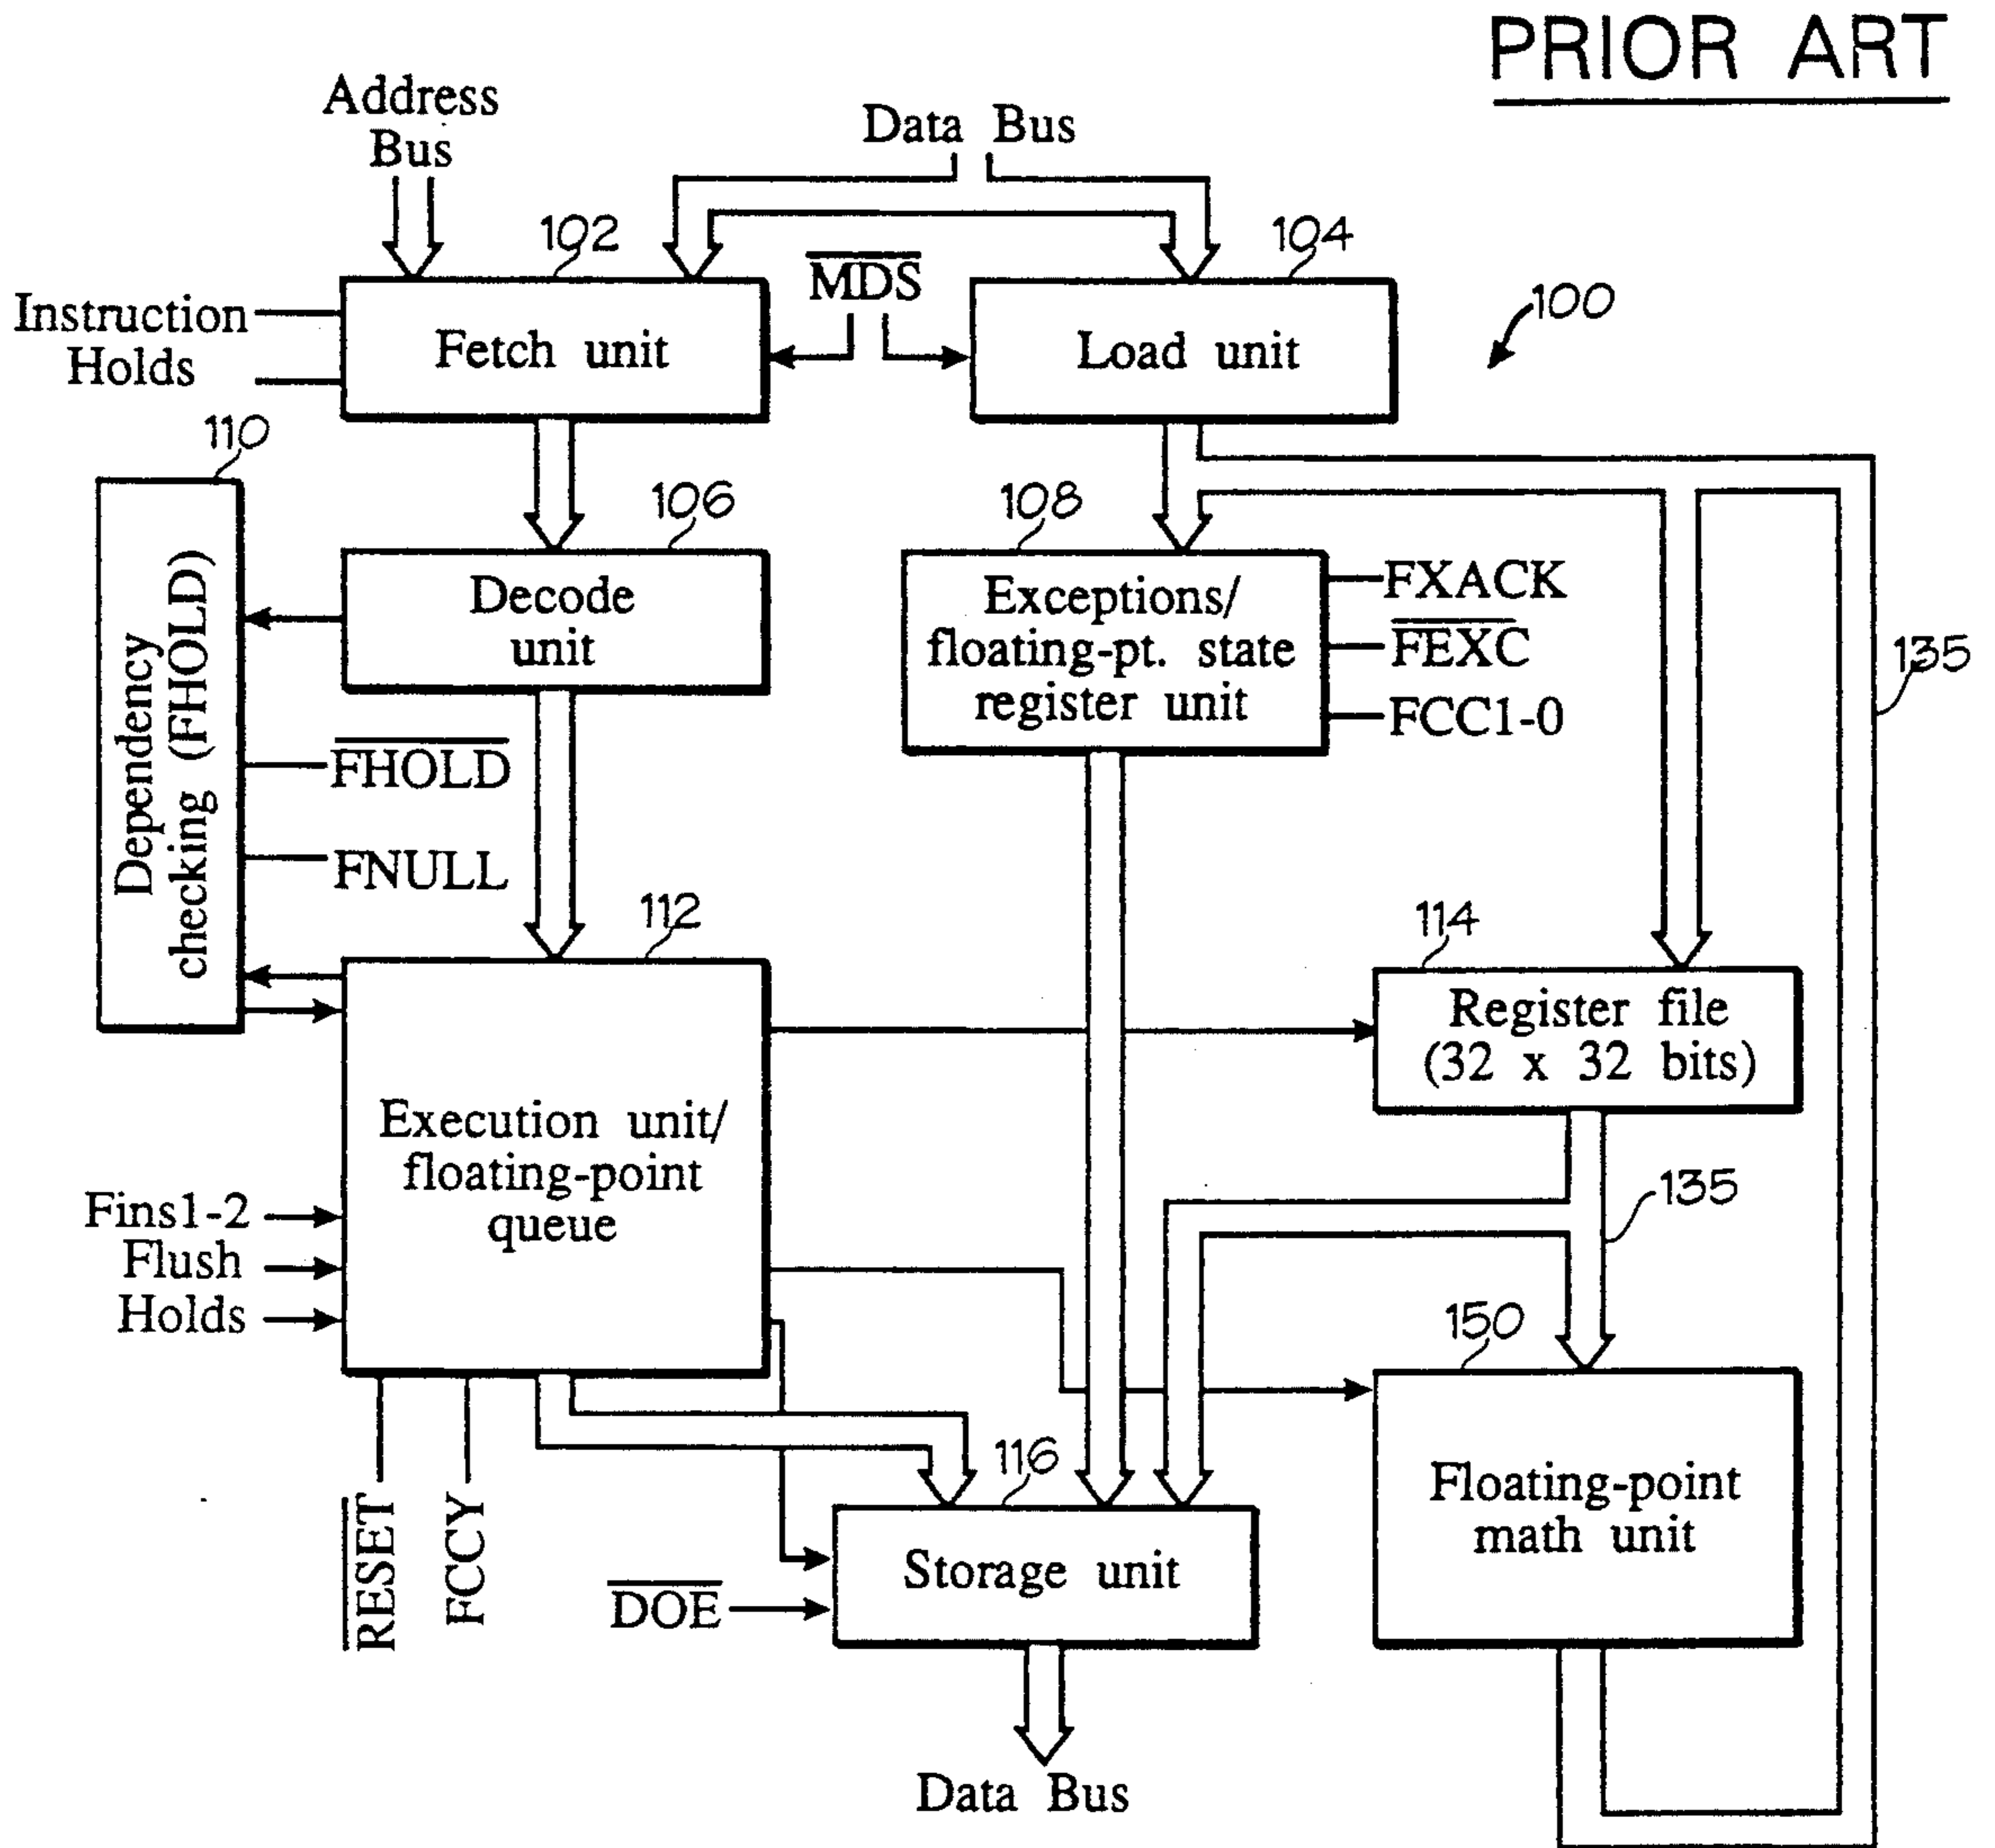 PRIOR ART
Address
Bus
Data Bus
102
104
100
MDS
Instruction
Holds
Fetch unit
Load unit
110
106
108
Dependency
checking (FHOLD)
Decode
unit
Exceptions/
floating-pt. state
register unit
FXACK
FEXC
FCC1-0
135
FHOLD
FNULL
112
114
Register file
(32 x 32 bits)
Execution unit/
floating-point
queue
Fins1-2
Flush
Holds
135
150
Floating-point
math unit
116
RESET
FCCY
Storage unit
DOE
Data Bus